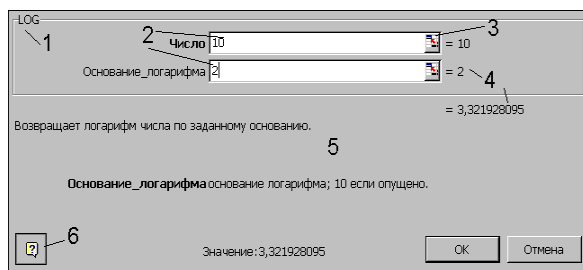 LOG
1
2
3
Число 10 = 10
Основание_логарифма 2 = 2
4
= 3,321928095
Возвращает логарифм числа по заданному основанию.
5
Основание_логарифма основание логарифма; 10 если опущено.
6
? Значение:3,321928095 OK Отмена